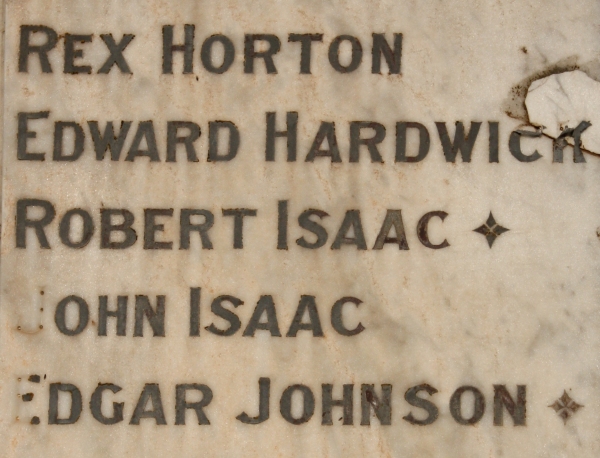 REX HORTON
EDWARD HARDWICK
ROBERT ISAAC ✦
JOHN ISAAC
EDGAR JOHNSON ✦